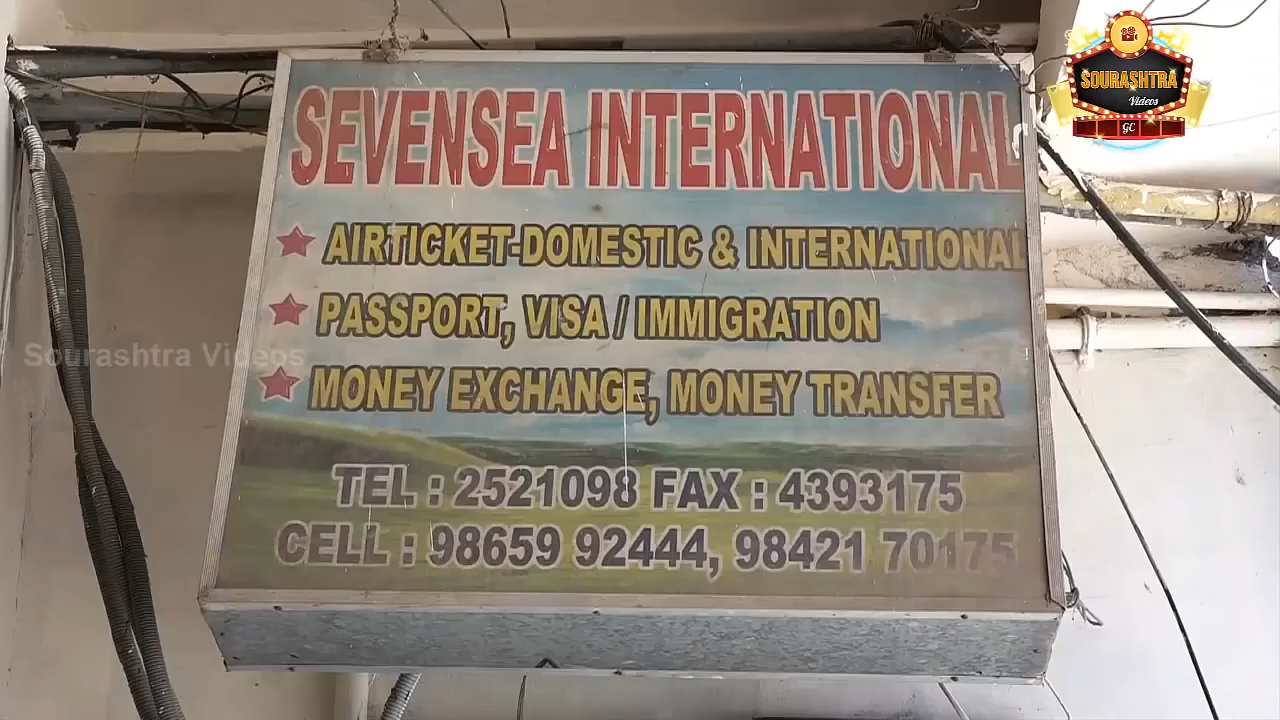 SOURASHTRA
Videos
GC
SEVENSEA INTERNATIONAL
AIRTICKET-DOMESTIC & INTERNATIONAL
PASSPORT, VISA / IMMIGRATION
Sourashtra Videos
MONEY EXCHANGE, MONEY TRANSFER
TEL : 2521098 FAX : 4393175
CELL : 98659 92444, 98421 70175